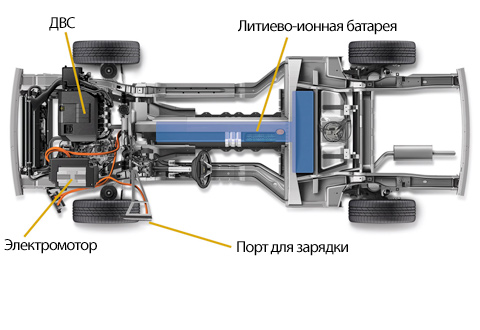 ДВС
Литиево-ионная батарея
Электромотор
Порт для зарядки